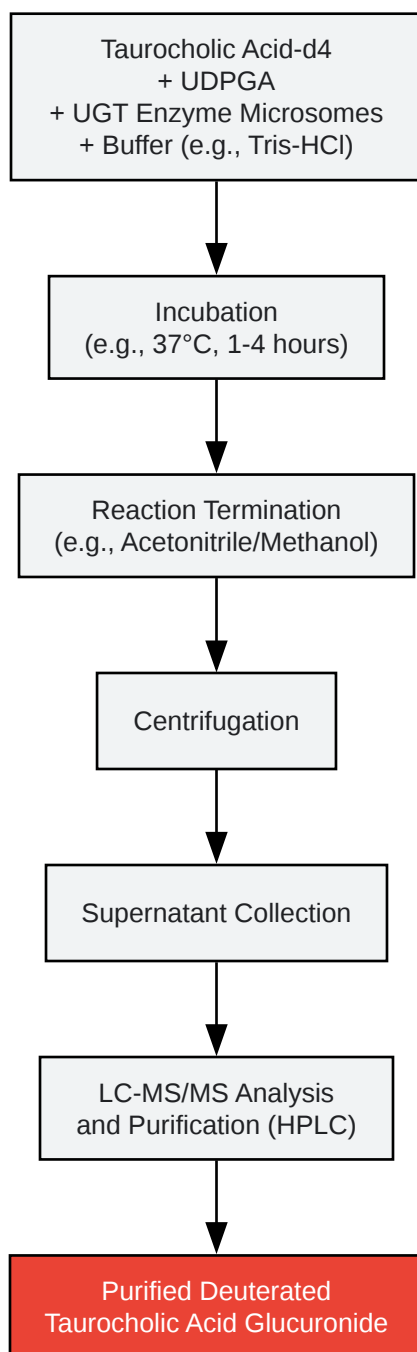 Taurocholic Acid-d4
+ UDPGA
+ UGT Enzyme Microsomes
+ Buffer (e.g., Tris-HCl)
Incubation
(e.g., 37°C, 1-4 hours)
Reaction Termination
(e.g., Acetonitrile/Methanol)
Centrifugation
Supernatant Collection
LC-MS/MS Analysis
and Purification (HPLC)
Purified Deuterated
Taurocholic Acid Glucuronide